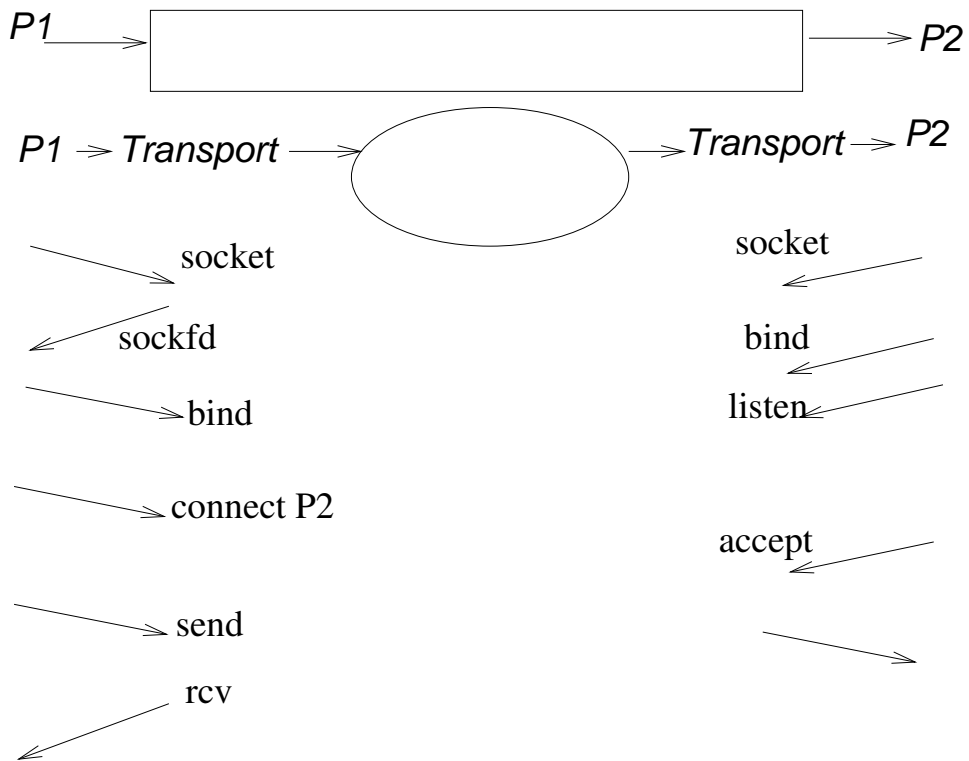 P1 P2
P1 Transport Transport P2
socket socket
sockfd bind
bind listen
connect P2
accept
send
rcv